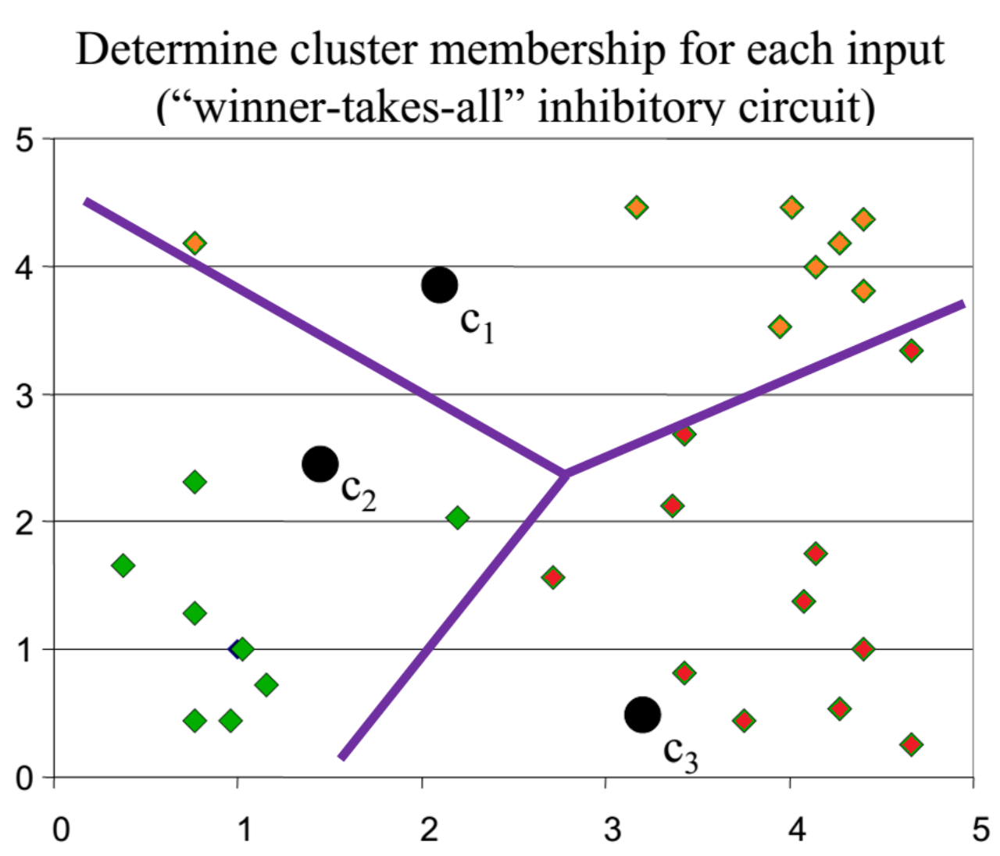 Determine cluster membership for each input
(“winner-takes-all” inhibitory circuit)
5
4
c1
3
c2
2
1
c3
0
0 1 2 3 4 5